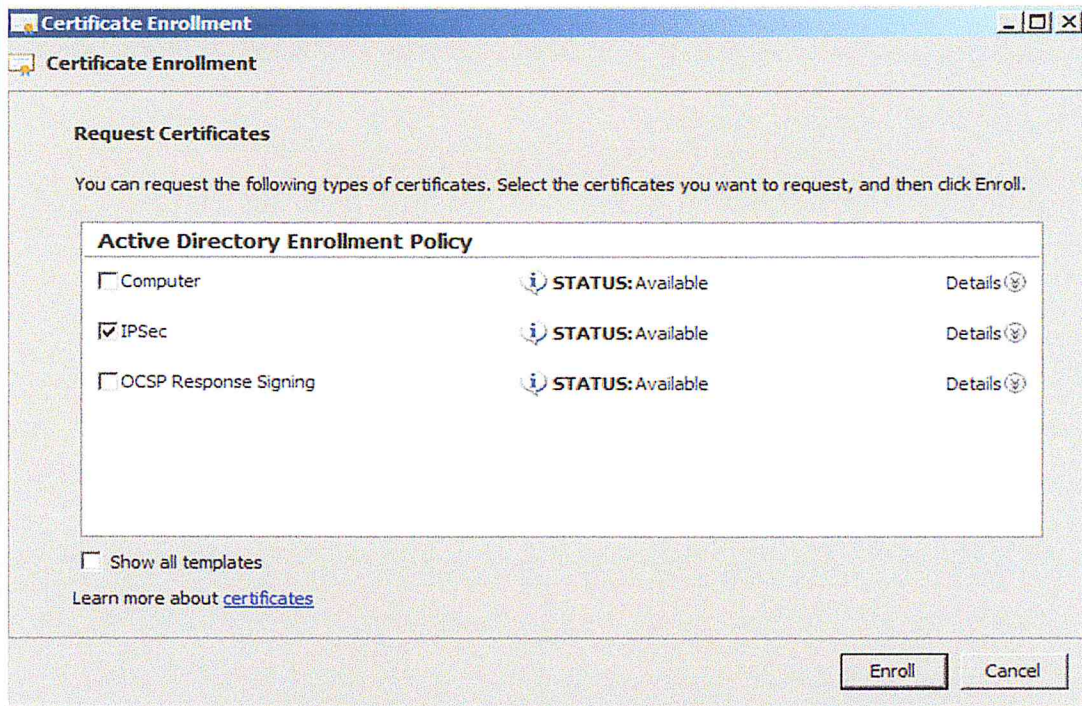 Certificate Enrollment
Certificate Enrollment
Request Certificates
You can request the following types of certificates. Select the certificates you want to request, and then click Enroll.
Active Directory Enrollment Policy
Computer STATUS: Available Details
IPSec STATUS: Available Details
OCSP Response Signing STATUS: Available Details
Show all templates
Learn more about certificates
Enroll Cancel